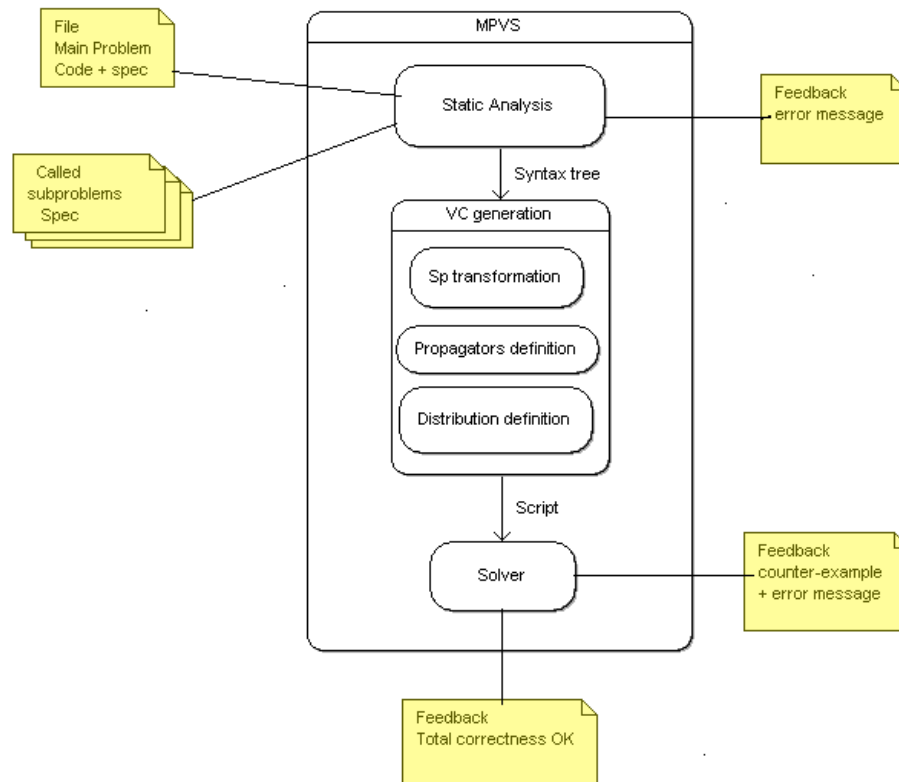 File
Main Problem
Code + spec
MPVS
Static Analysis
Feedback
error message
Called
subproblems
Spec
Syntax tree
VC generation
Sp transformation
Propagators definition
Distribution definition
Script
Solver
Feedback
counter-example
+ error message
Feedback
Total correctness OK